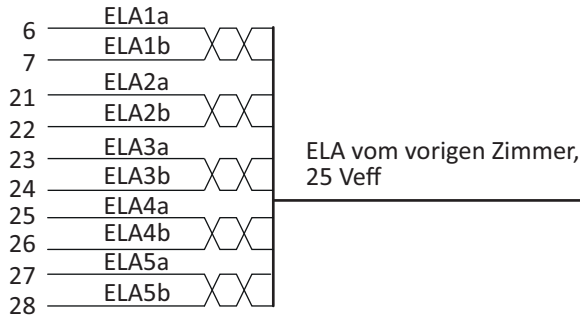 6 ELA1a
7 ELA1b
21 ELA2a
22 ELA2b
23 ELA3a
24 ELA3b
25 ELA4a
26 ELA4b
27 ELA5a
28 ELA5b
ELA vom vorigen Zimmer,
25 Veff